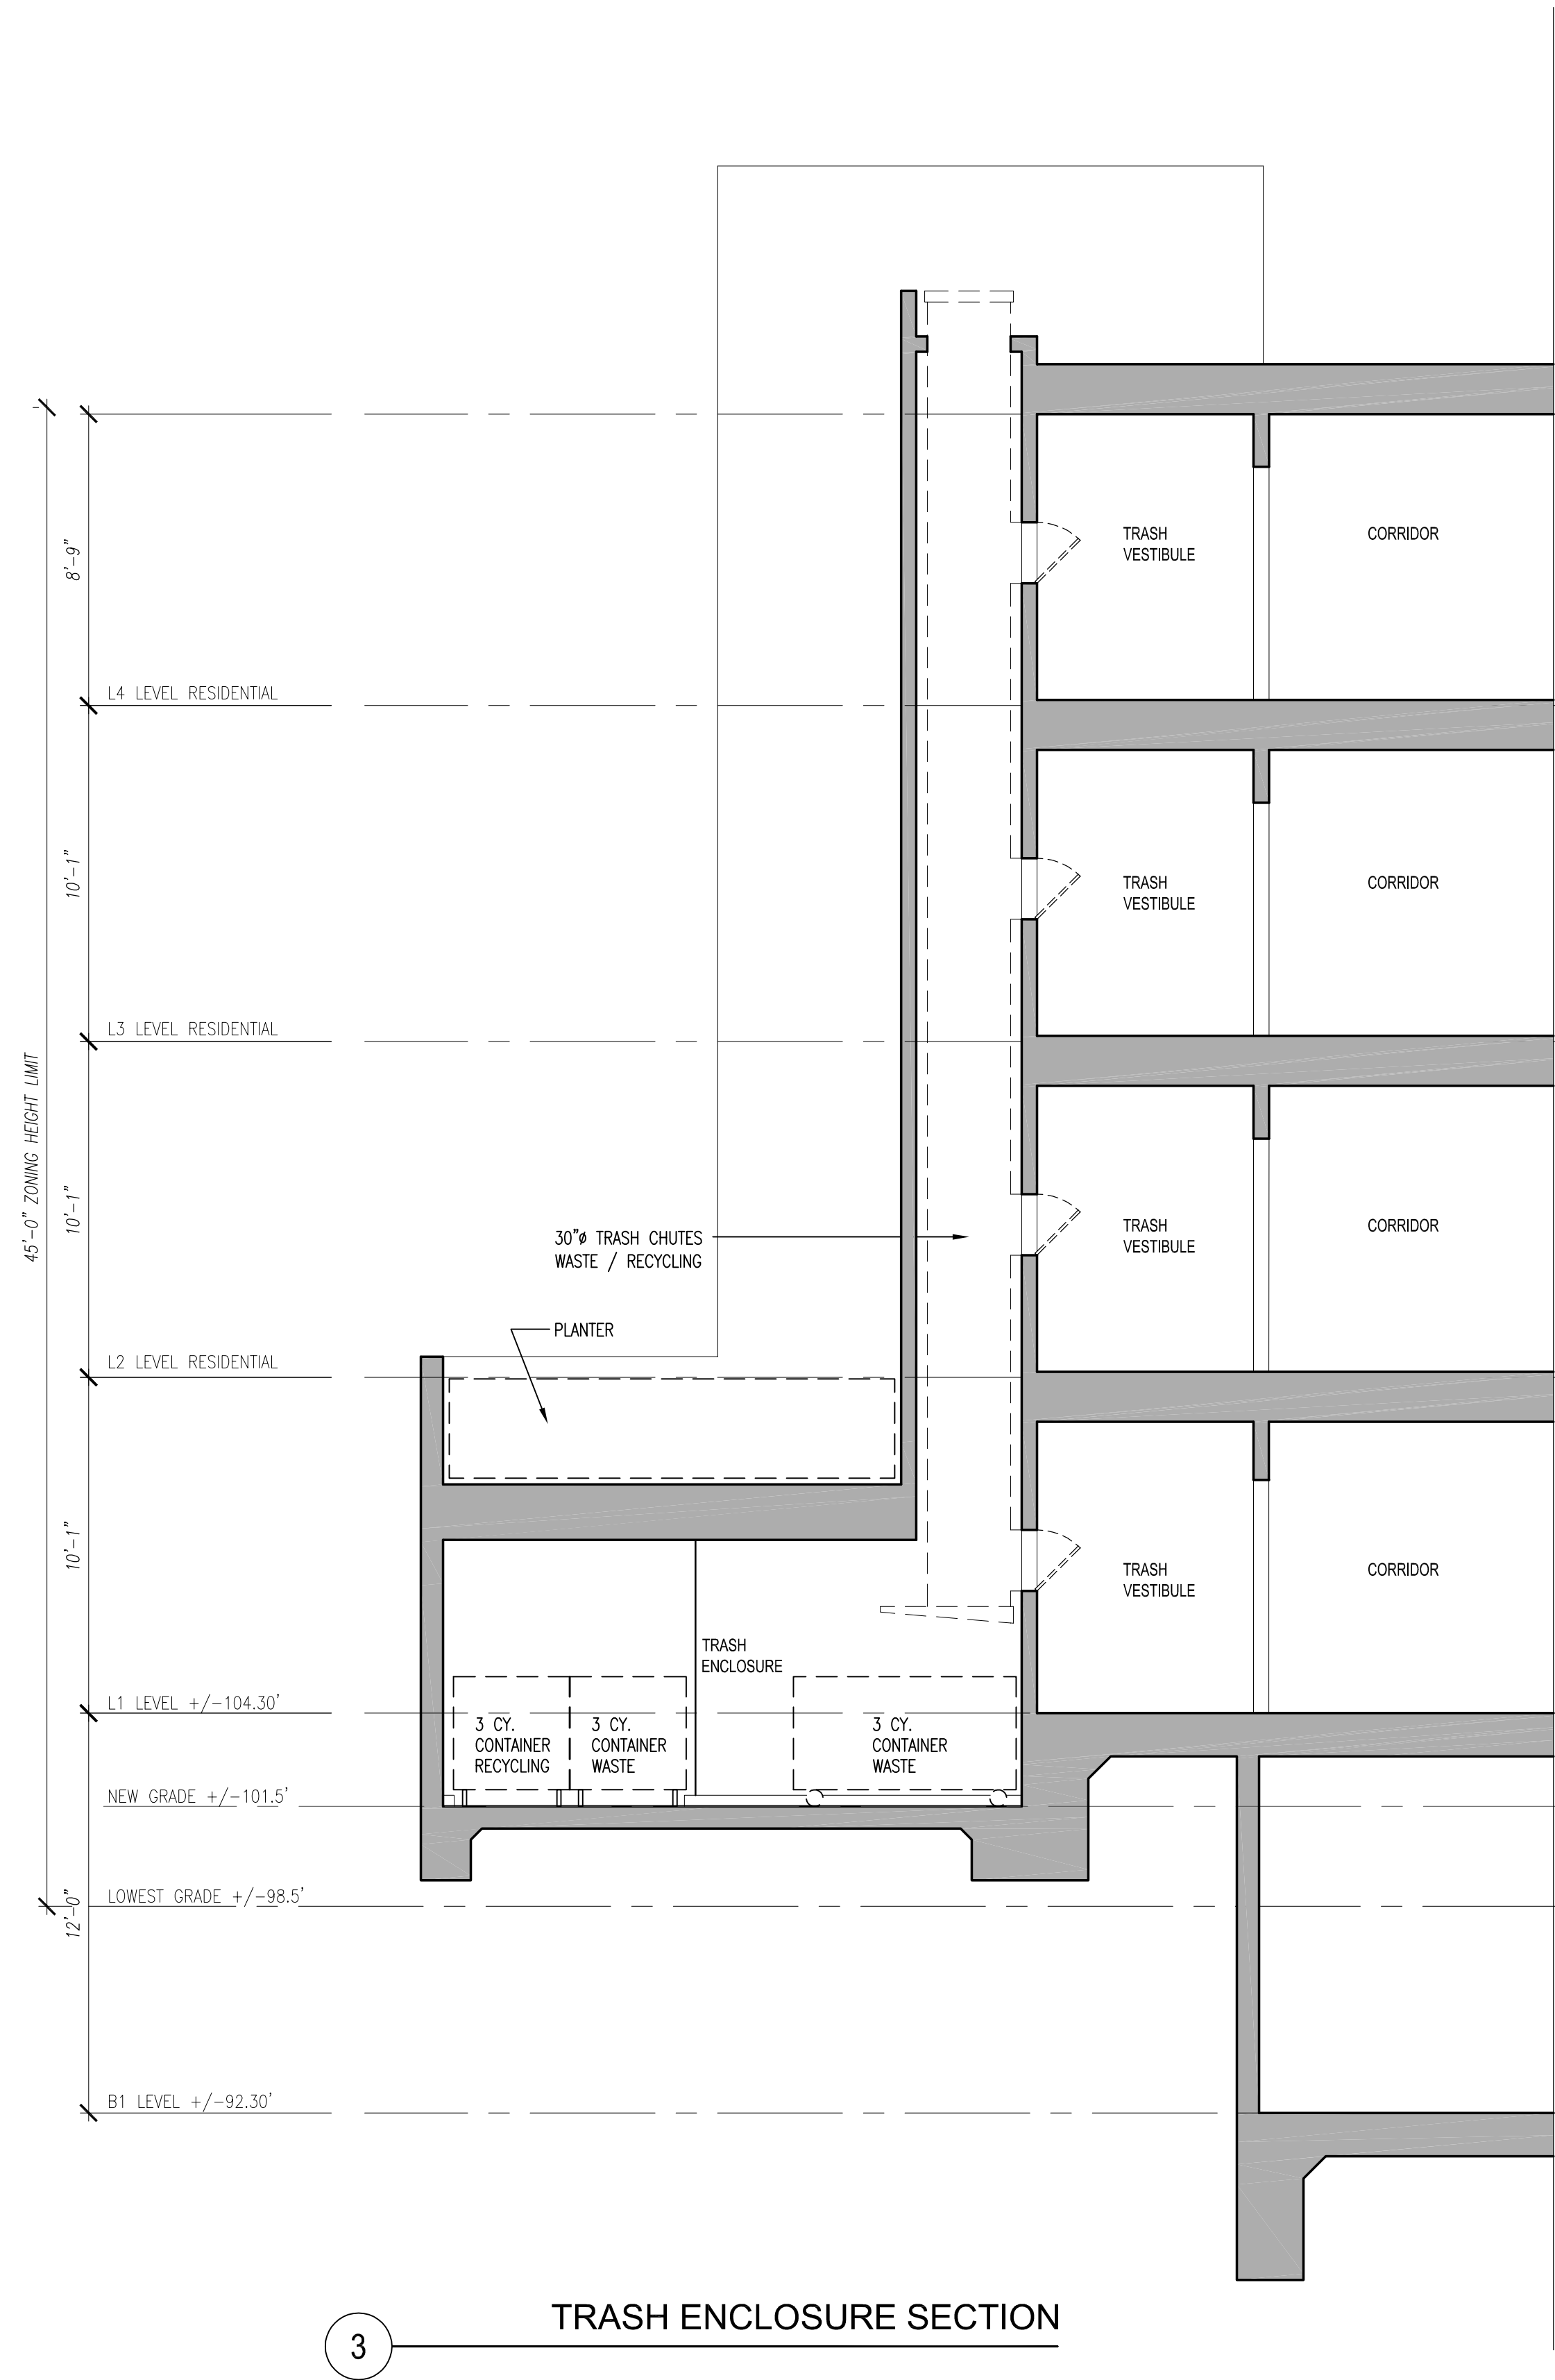 TRASH
VESTIBULE
CORRIDOR
8'-9"
L4 LEVEL RESIDENTIAL
10'-1"
TRASH
VESTIBULE
CORRIDOR
L3 LEVEL RESIDENTIAL
45'-0" ZONING HEIGHT LIMIT
10'-1"
30"ø TRASH CHUTES
WASTE / RECYCLING
TRASH
VESTIBULE
CORRIDOR
PLANTER
L2 LEVEL RESIDENTIAL
10'-1"
TRASH
VESTIBULE
CORRIDOR
TRASH
ENCLOSURE
L1 LEVEL +/-104.30'
3 CY.
CONTAINER
RECYCLING
3 CY.
CONTAINER
WASTE
3 CY.
CONTAINER
WASTE
NEW GRADE +/-101.5'
LOWEST GRADE +/-98.5'
12'-0"
B1 LEVEL +/-92.30'
TRASH ENCLOSURE SECTION
3